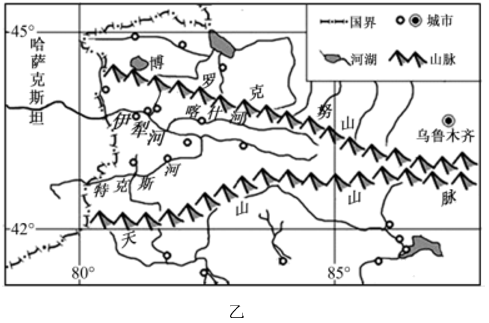 国界
城市
河湖
山脉
45°
哈萨克斯坦
博罗克努山
喀什河
伊犁河
乌鲁木齐
特克斯河
天山山脉
42°
80°
85°
乙